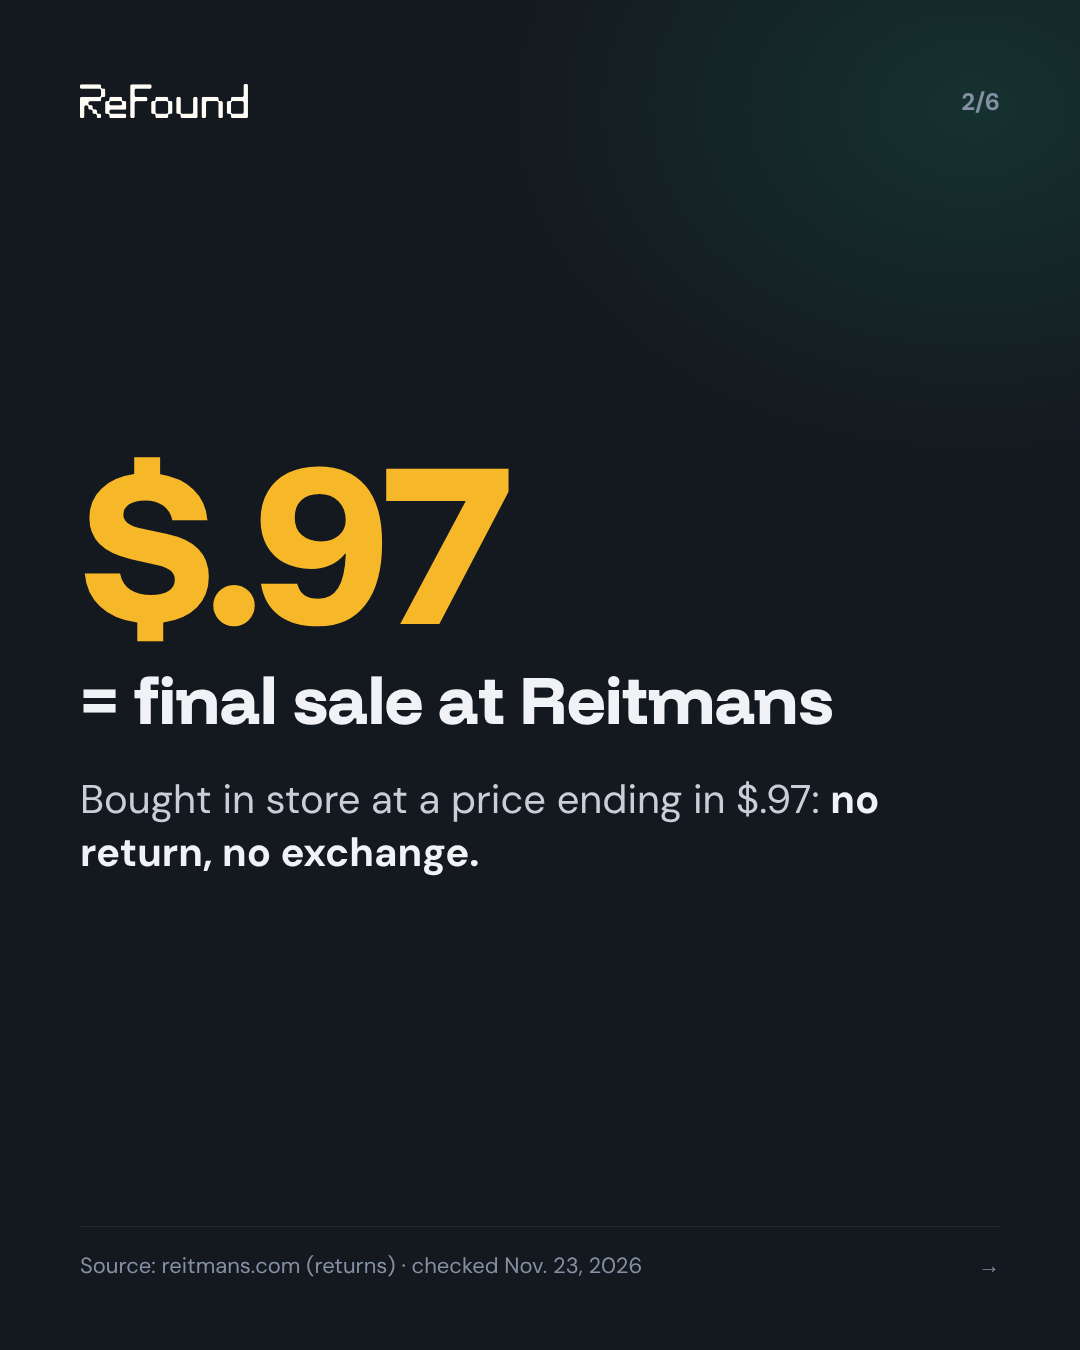 ReFound
2/6
$.97
= final sale at Reitmans
Bought in store at a price ending in $.97: no
return, no exchange.
Source: reitmans.com (returns) · checked Nov. 23, 2026
→